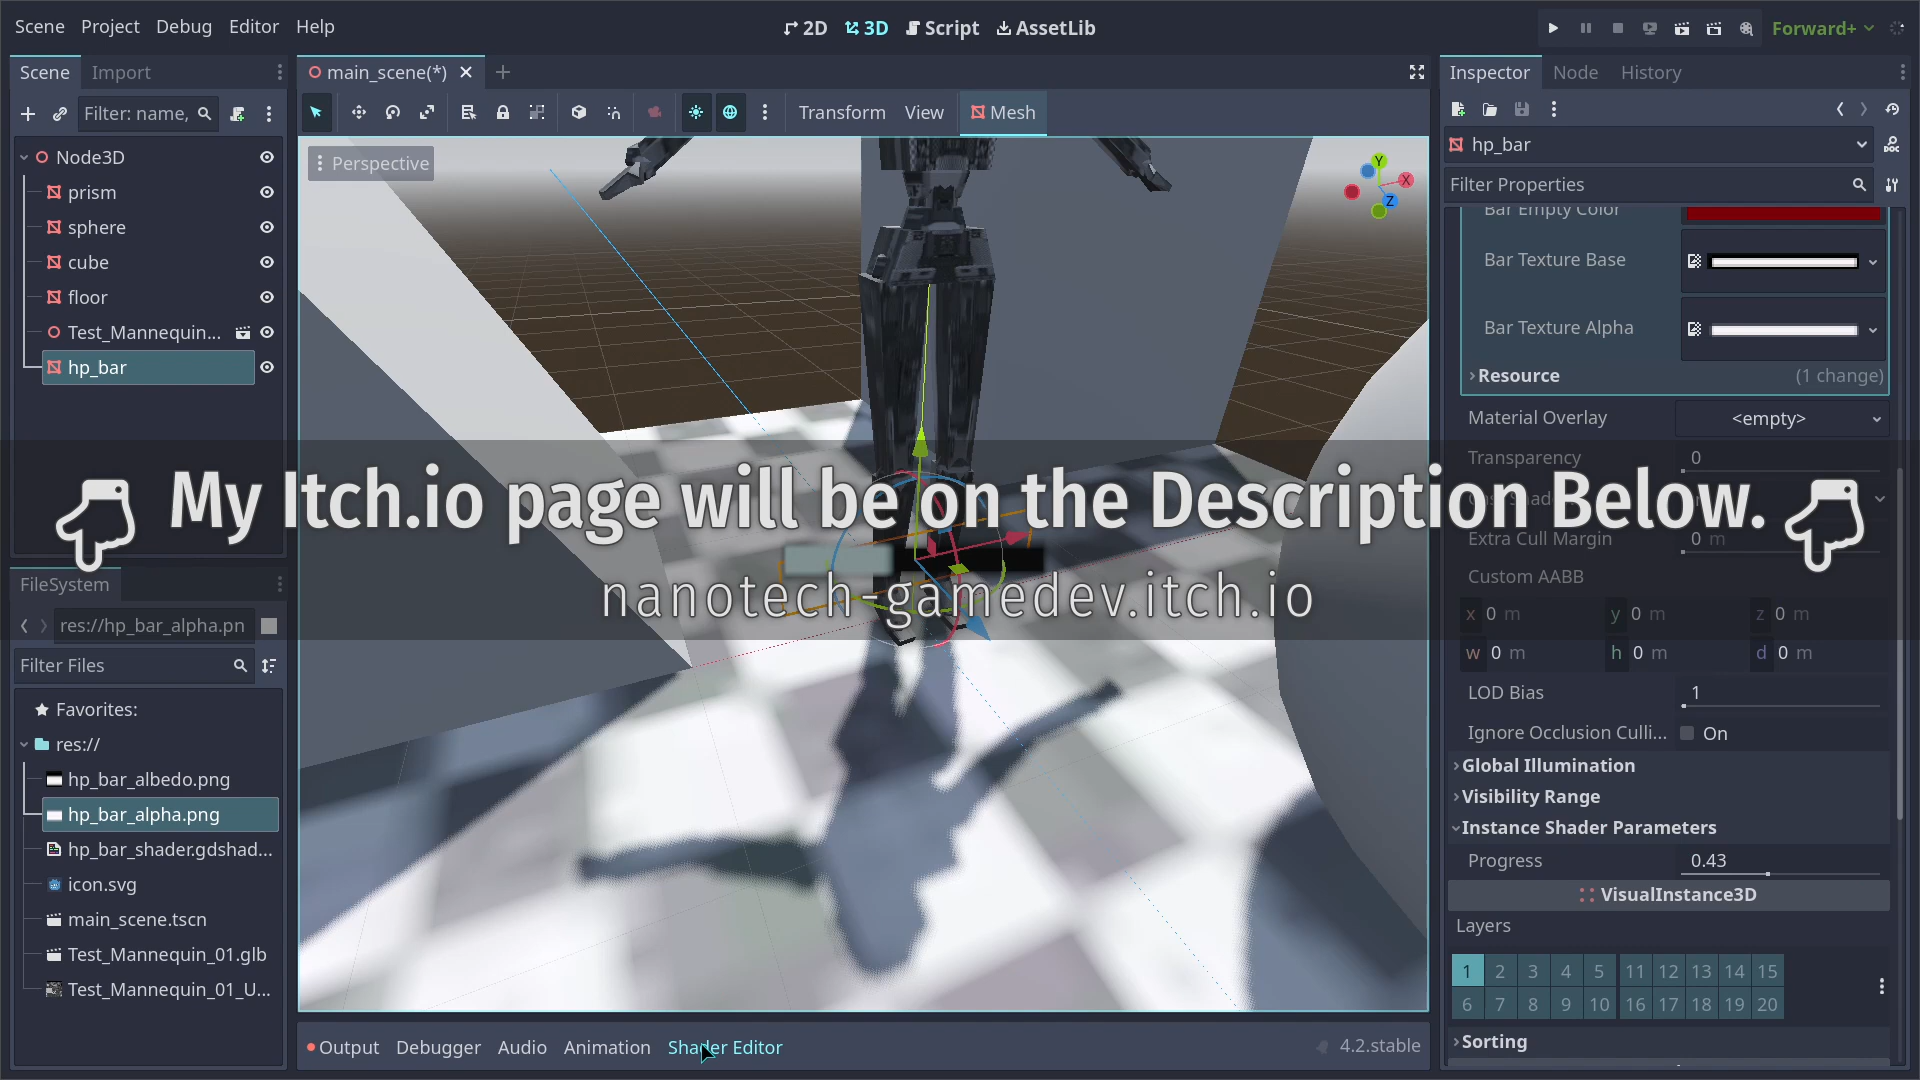 Scene Project Debug Editor Help
2D 3D Script AssetLib
Forward+
Scene Import
main_scene(*)
Inspector Node History
Filter: name,
Transform View Mesh
Node3D
prism
sphere
cube
floor
Test_Mannequin...
hp_bar
Perspective
Y
X
Z
hp_bar
Filter Properties
Bar Empty Color
Bar Texture Base
Bar Texture Alpha
Resource (1 change)
Material Overlay <empty>
Transparency 0
My Itch.io page will be on the Description Below.
Extra Cull Margin 0 m
nanotech-gamedev.itch.io
Custom AABB
x 0 m y 0 m z 0 m
w 0 m h 0 m d 0 m
LOD Bias 1
Ignore Occlusion Culli... On
Global Illumination
Visibility Range
Instance Shader Parameters
Progress 0.43
VisualInstance3D
Layers
1 2 3 4 5 11 12 13 14 15
6 7 8 9 10 16 17 18 19 20
Sorting
FileSystem
res://hp_bar_alpha.pn
Filter Files
Favorites:
res://
hp_bar_albedo.png
hp_bar_alpha.png
hp_bar_shader.gdshad...
icon.svg
main_scene.tscn
Test_Mannequin_01.glb
Test_Mannequin_01_U...
Output Debugger Audio Animation Shader Editor
4.2.stable